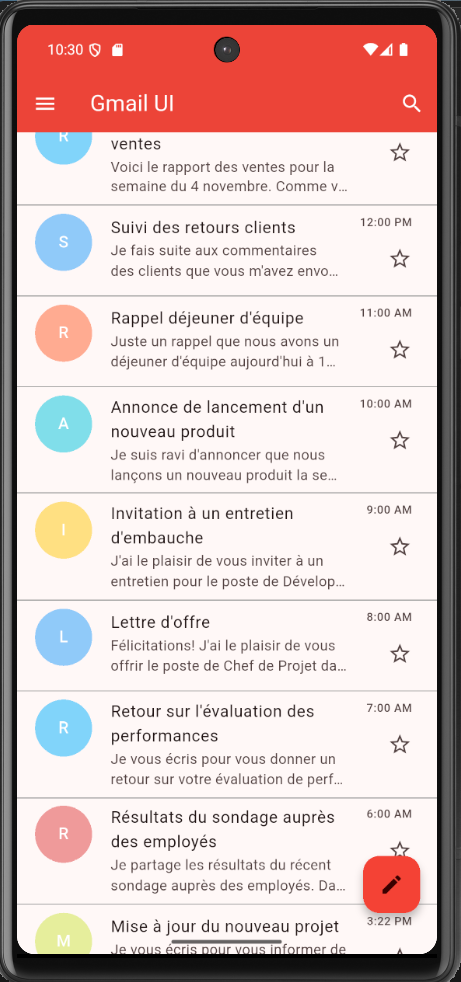 10:30
Gmail UI
R
ventes
Voici le rapport des ventes pour la
semaine du 4 novembre. Comme v…
S
Suivi des retours clients
12:00 PM
Je fais suite aux commentaires
des clients que vous m'avez envo…
R
Rappel déjeuner d'équipe
11:00 AM
Juste un rappel que nous avons un
déjeuner d'équipe aujourd'hui à 1…
A
Annonce de lancement d'un
10:00 AM
nouveau produit
Je suis ravi d'annoncer que nous
lançons un nouveau produit la se…
I
Invitation à un entretien
9:00 AM
d'embauche
J'ai le plaisir de vous inviter à un
entretien pour le poste de Dévelop…
L
Lettre d'offre
8:00 AM
Félicitations! J'ai le plaisir de vous
offrir le poste de Chef de Projet da…
R
Retour sur l'évaluation des
7:00 AM
performances
Je vous écris pour vous donner un
retour sur votre évaluation de perf…
R
Résultats du sondage auprès
6:00 AM
des employés
Je partage les résultats du récent
sondage auprès des employés. Da…
M
Mise à jour du nouveau projet
3:22 PM
Je vous écris pour vous informer de